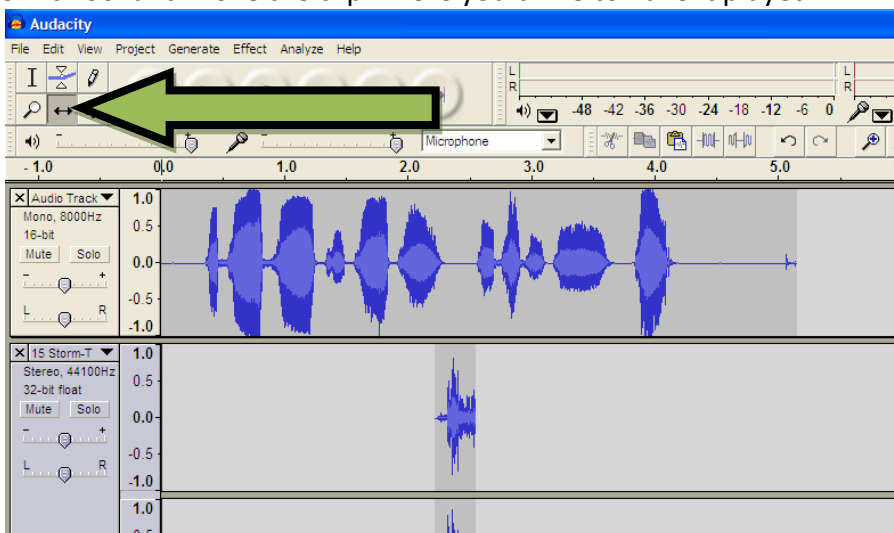 Audacity
File Edit View Project Generate Effect Analyze Help
L
R
L
R
-48 -42 -36 -30 -24 -18 -12 -6 0
- + - + Microphone
- 1.0 0.0 1.0 2.0 3.0 4.0 5.0
X Audio Track 1.0
Mono, 8000Hz
16-bit 0.5
Mute Solo
- + 0.0
-0.5
L R
-1.0
X 15 Storm-T 1.0
Stereo, 44100Hz
32-bit float 0.5
Mute Solo
- + 0.0
-0.5
L R
-1.0
1.0